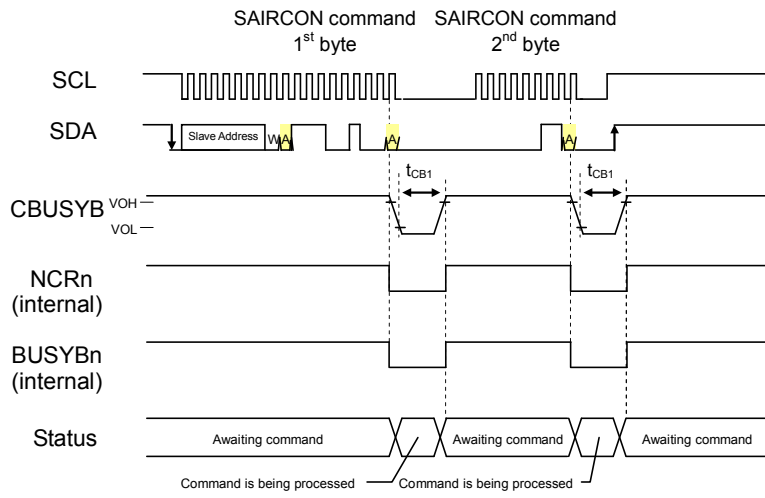 SAIRCON command
1st byte
SAIRCON command
2nd byte
SCL
SDA
Slave Address
W
A
A
A
tCB1
tCB1
CBUSYB
VOH
VOL
NCRn
(internal)
BUSYBn
(internal)
Status
Awaiting command
Awaiting command
Awaiting command
Command is being processed
Command is being processed